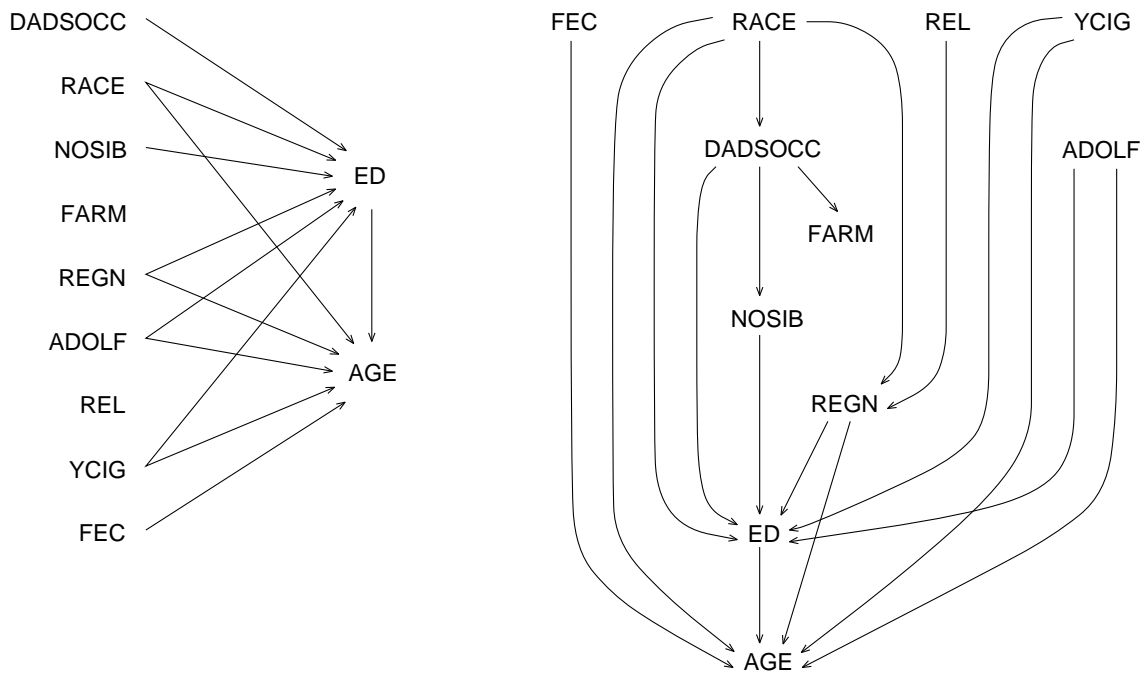 DADSOCC
RACE
NOSIB
FARM
REGN
ADOLF
REL
YCIG
FEC
ED
AGE
FEC RACE REL YCIG
DADSOCC ADOLF
FARM
NOSIB
REGN
ED
AGE